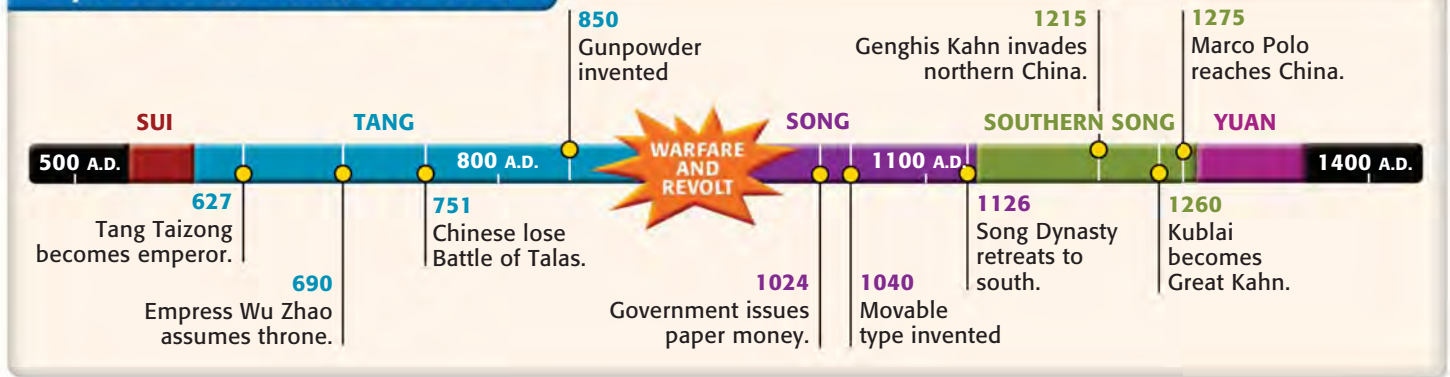 850
Gunpowder
invented
1215
Genghis Kahn invades
northern China.
1275
Marco Polo
reaches China.
SUI
TANG
SONG
SOUTHERN SONG
YUAN
500 A.D.
800 A.D.
WARFARE
AND
REVOLT
1100 A.D.
1400 A.D.
627
Tang Taizong
becomes emperor.
690
Empress Wu Zhao
assumes throne.
751
Chinese lose
Battle of Talas.
1024
Government issues
paper money.
1040
Movable
type invented
1126
Song Dynasty
retreats to
south.
1260
Kublai
becomes
Great Kahn.